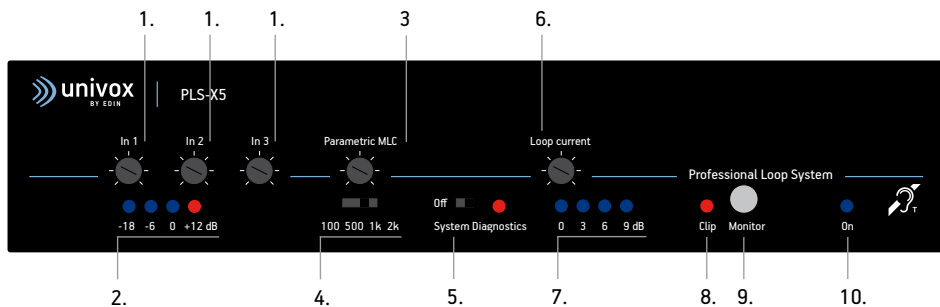 1. 1. 1. 3 6.
univox
BY EDIN
PLS-X5
In 1 In 2 In 3 Parametric MLC Loop current
Professional Loop System
Off
-18 -6 0 +12 dB 100 500 1k 2k System Diagnostics 0 3 6 9 dB Clip Monitor On
T
2. 4. 5. 7. 8. 9. 10.